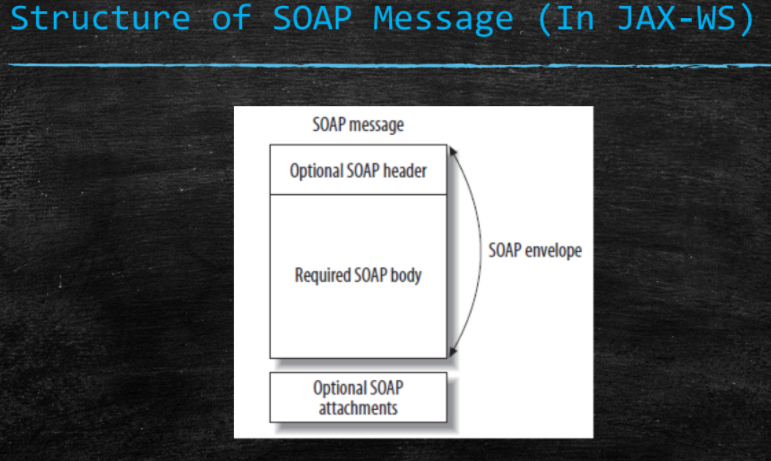 Structure of SOAP Message (In JAX-WS)
SOAP message
Optional SOAP header
Required SOAP body
SOAP envelope
Optional SOAP
attachments